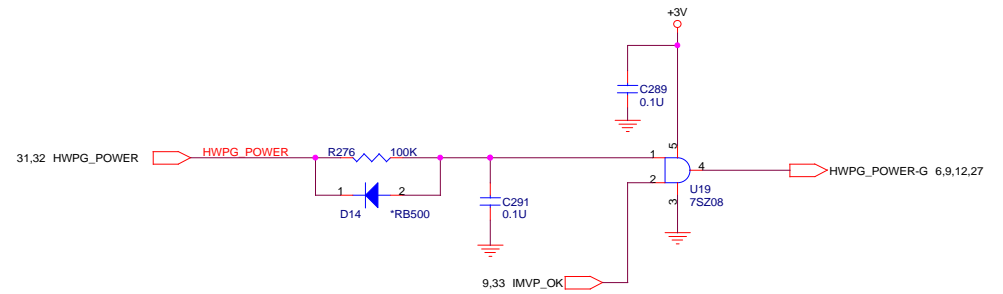 +3V
C289
0.1U
31,32 HWPG_POWER
HWPG_POWER
R276
100K
1
2
D14
*RB500
C291
0.1U
1
2
5
4
3
U19
7SZ08
HWPG_POWER-G 6,9,12,27
9,33 IMVP_OK